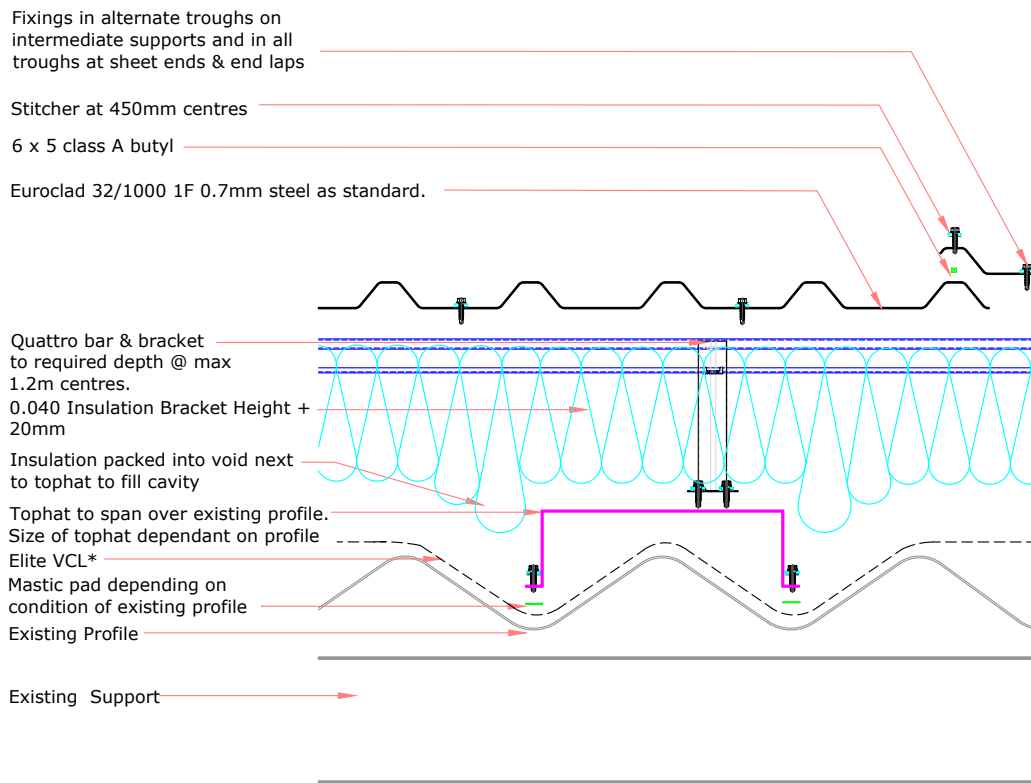 Fixings in alternate troughs on
intermediate supports and in all
troughs at sheet ends & end laps
Stitcher at 450mm centres
6 x 5 class A butyl
Euroclad 32/1000 1F 0.7mm steel as standard.
Quattro bar & bracket
to required depth @ max
1.2m centres.
0.040 Insulation Bracket Height +
20mm
Insulation packed into void next
to tophat to fill cavity
Tophat to span over existing profile.
Size of tophat dependant on profile
Elite VCL*
Mastic pad depending on
condition of existing profile
Existing Profile
Existing Support